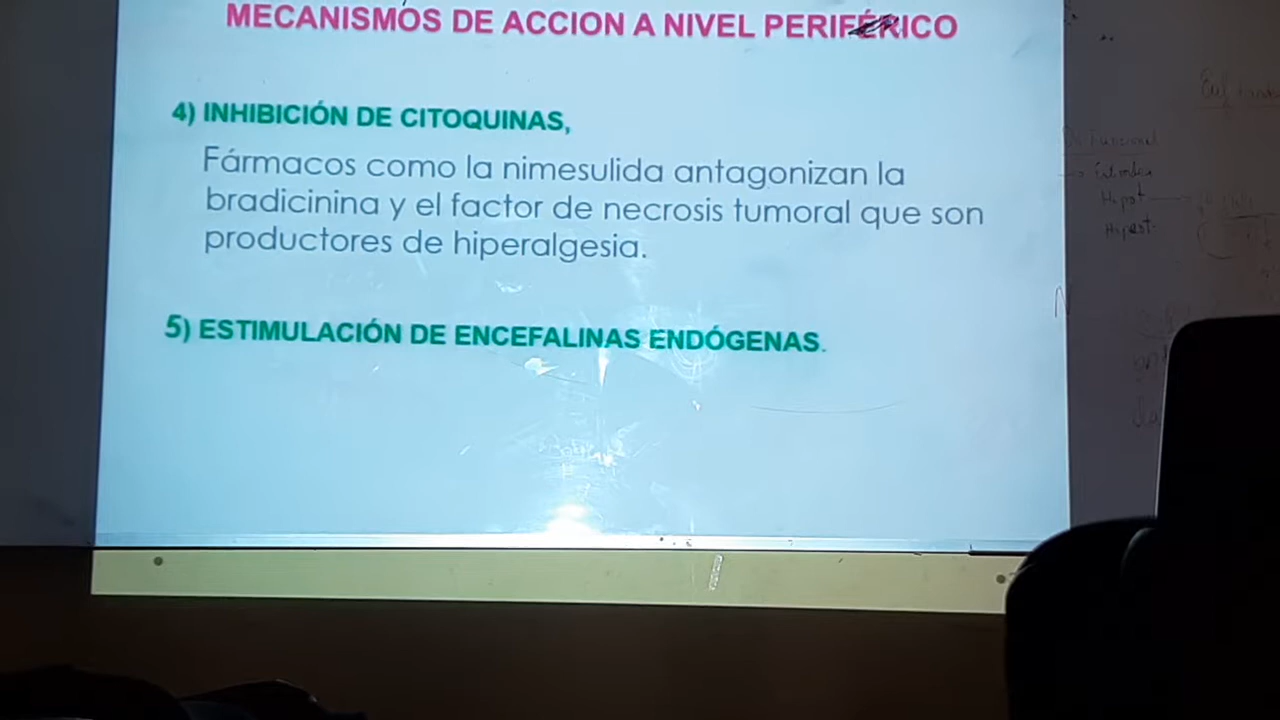 MECANISMOS DE ACCION A NIVEL PERIFÉRICO
4) INHIBICIÓN DE CITOQUINAS,
Fármacos como la nimesulida antagonizan la
bradicinina y el factor de necrosis tumoral que son
productores de hiperalgesia.
5) ESTIMULACIÓN DE ENCEFALINAS ENDÓGENAS.
Hipot